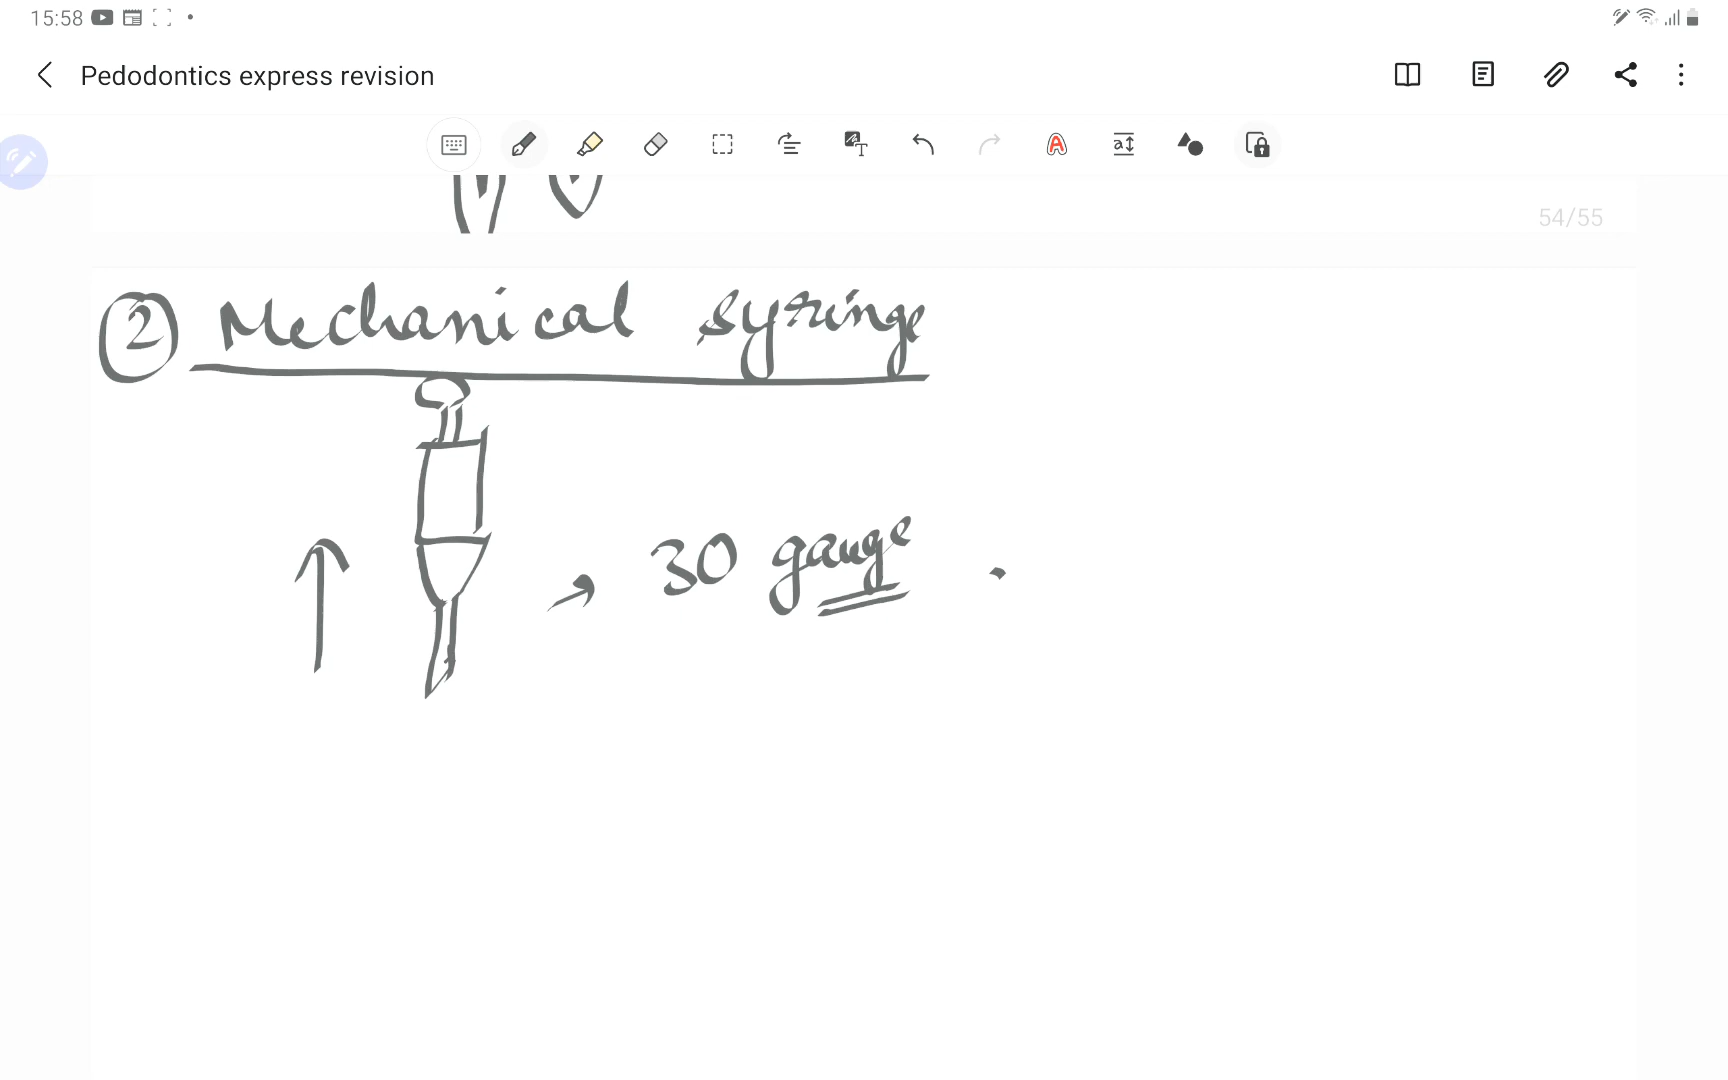 15:58
Pedodontics express revision
54/55
② Mechanical syringe
30 gauge .